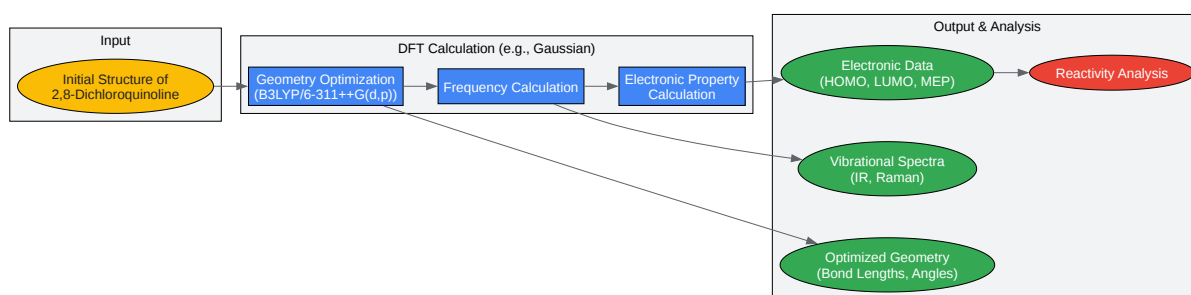 Input
Initial Structure of
2,8-Dichloroquinoline
DFT Calculation (e.g., Gaussian)
Geometry Optimization
(B3LYP/6-311++G(d,p))
Frequency Calculation
Electronic Property
Calculation
Output & Analysis
Electronic Data
(HOMO, LUMO, MEP)
Reactivity Analysis
Vibrational Spectra
(IR, Raman)
Optimized Geometry
(Bond Lengths, Angles)